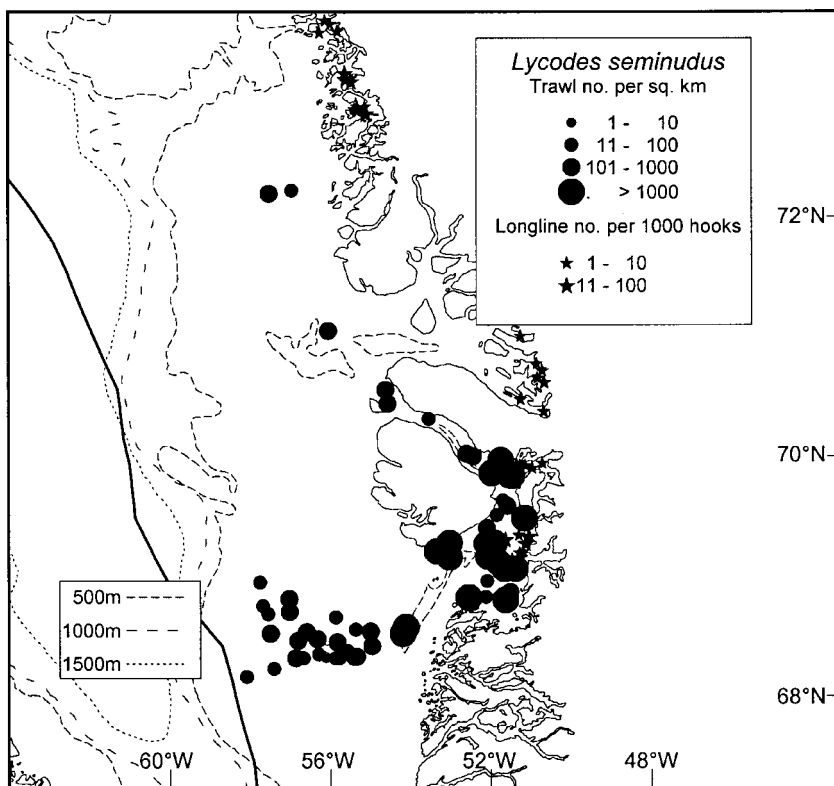 Lycodes seminudus
Trawl no. per sq. km
1 - 10
11 - 100
101 - 1000
. > 1000
Longline no. per 1000 hooks
1 - 10
11 - 100
72°N
70°N
500m
1000m
1500m
68°N
60°W 56°W 52°W 48°W